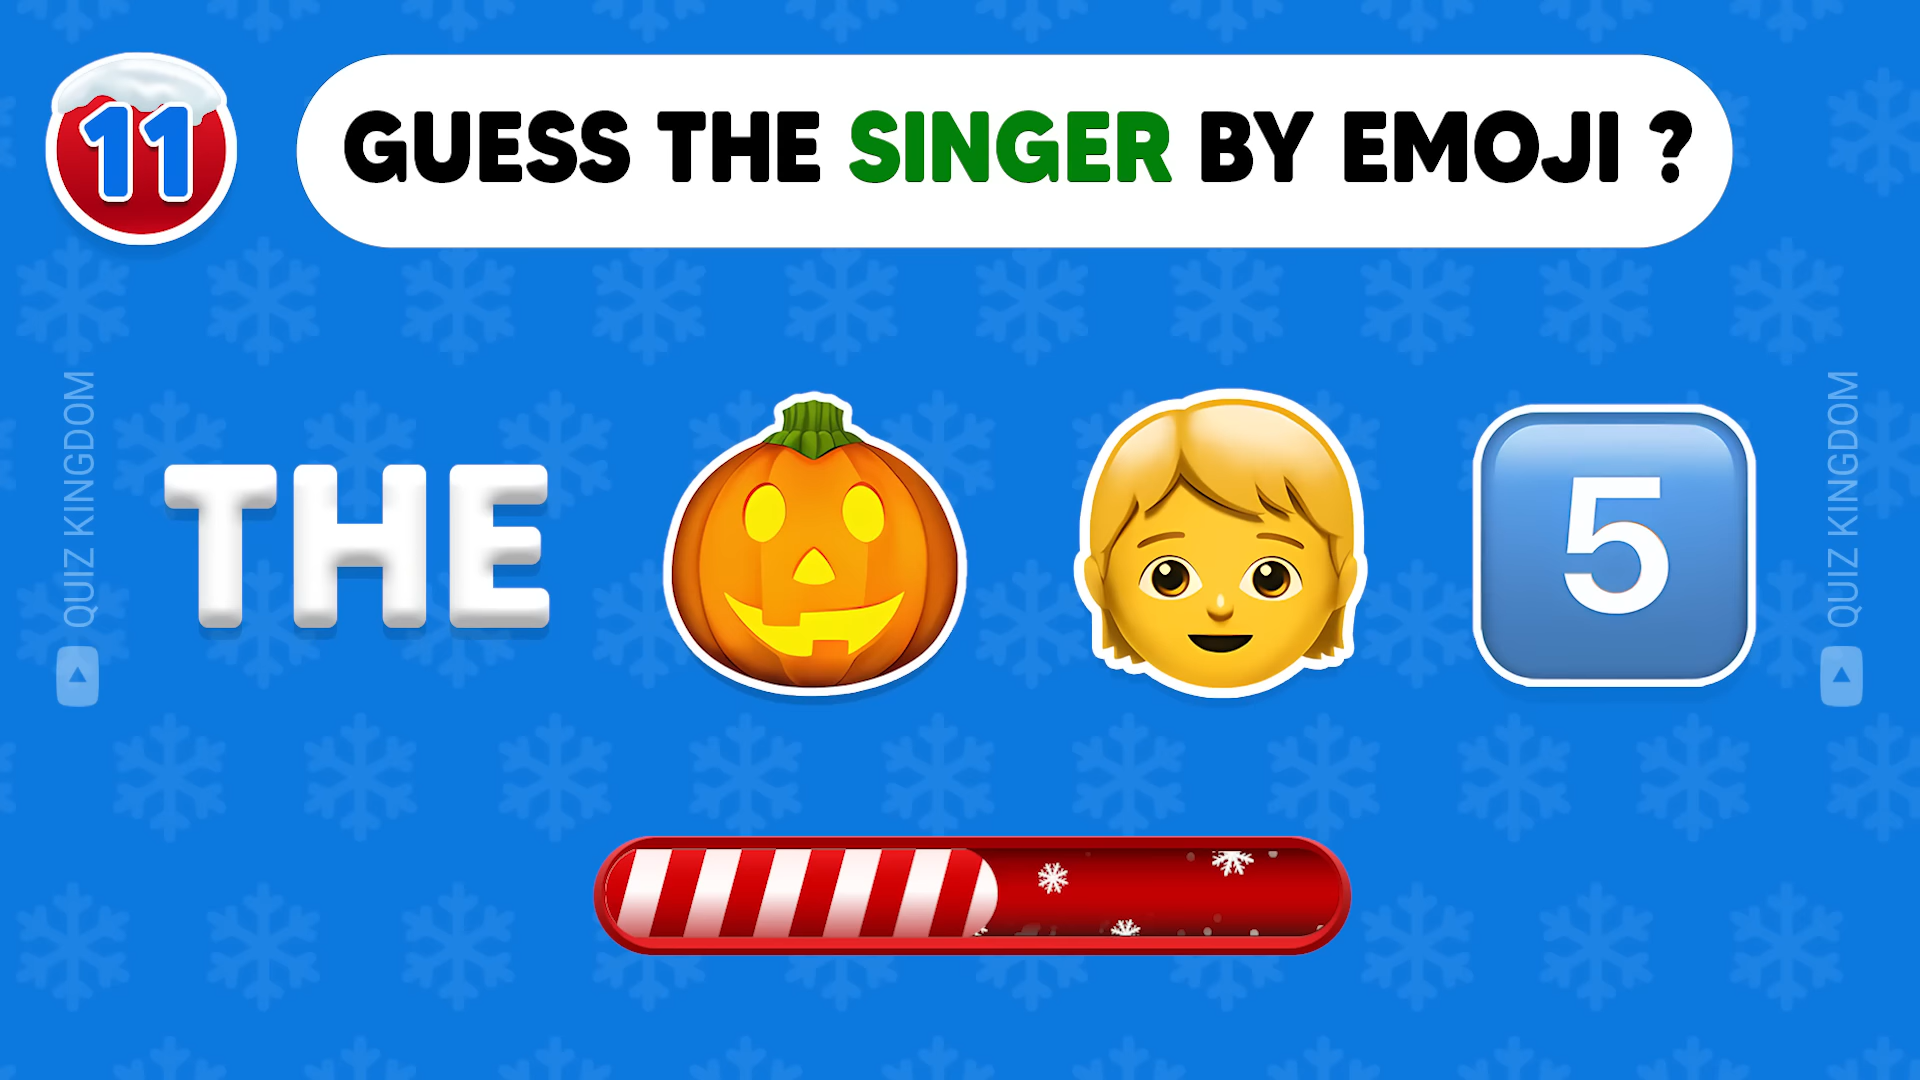 11
GUESS THE SINGER BY EMOJI ?
THE
5
QUIZ KINGDOM
QUIZ KINGDOM